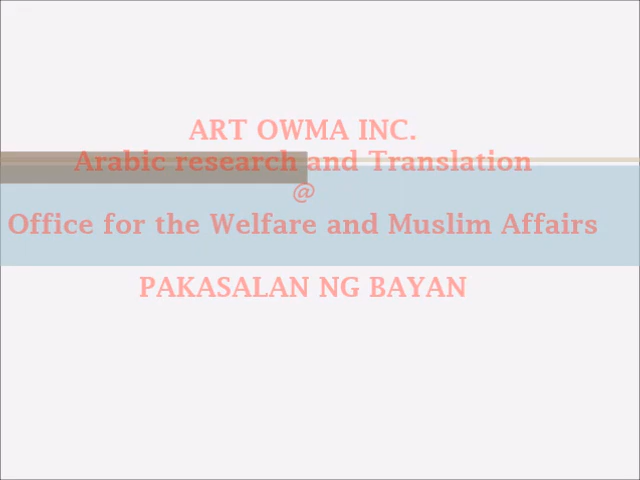 ART OWMA INC.
Arabic research and Translation
@
Office for the Welfare and Muslim Affairs
PAKASALAN NG BAYAN